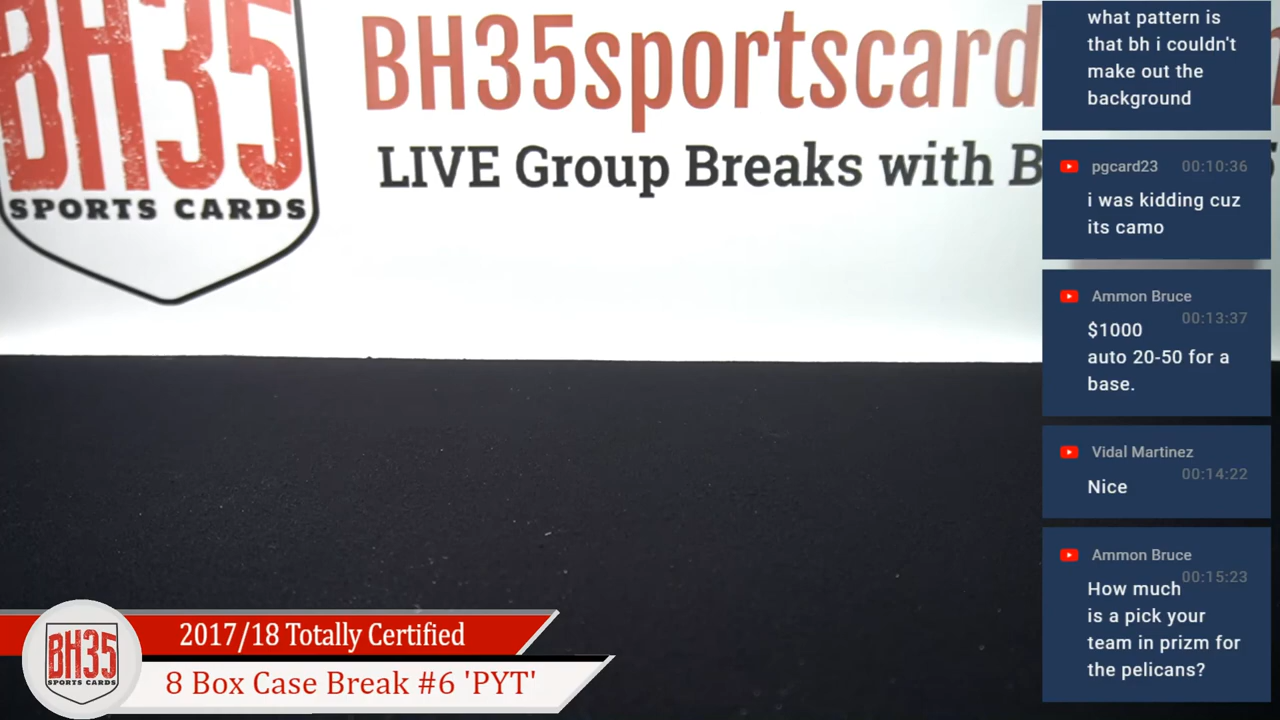 BH35
SPORTS CARDS
BH35sportscard
LIVE Group Breaks with B
what pattern is
that bh i couldn't
make out the
background
pgcard23 00:10:36
i was kidding cuz
its camo
Ammon Bruce
00:13:37
$1000
auto 20-50 for a
base.
Vidal Martinez
00:14:22
Nice
Ammon Bruce
00:15:23
How much
is a pick your
team in prizm for
the pelicans?
BH35
SPORTS CARDS
2017/18 Totally Certified
8 Box Case Break #6 'PYT'